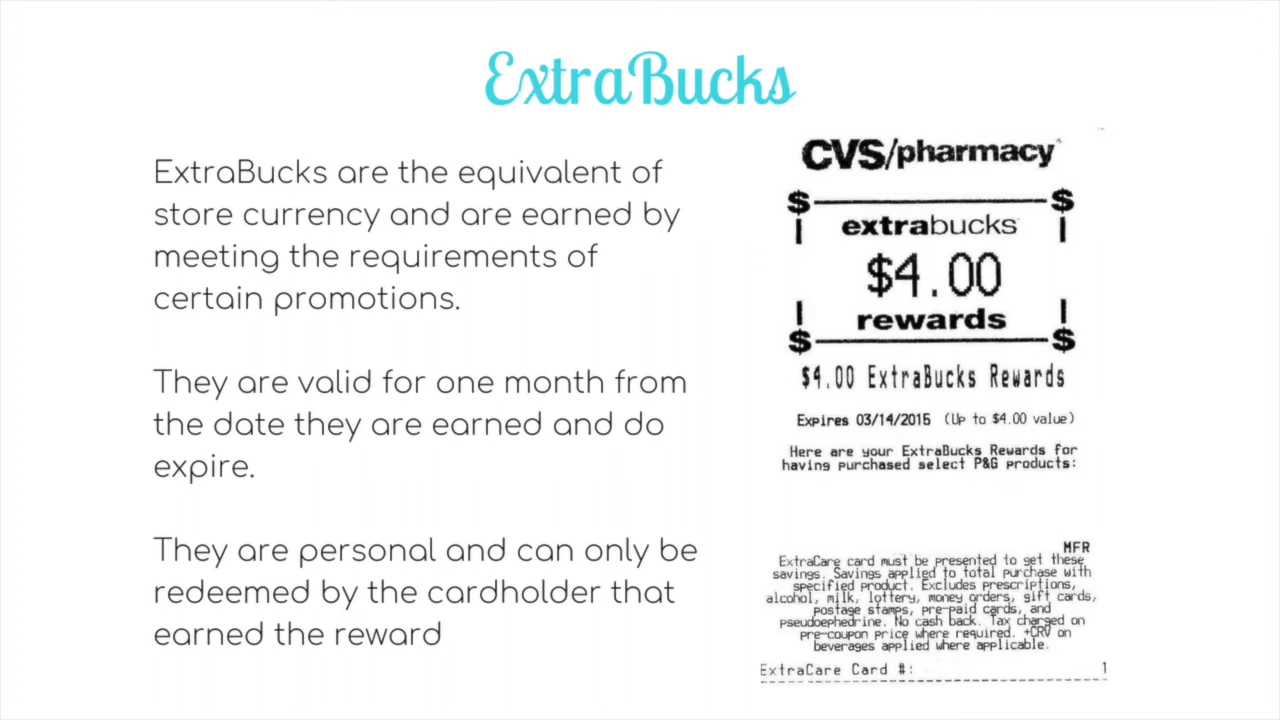 ExtraBucks
ExtraBucks are the equivalent of
store currency and are earned by
meeting the requirements of
certain promotions.
They are valid for one month from
the date they are earned and do
expire.
They are personal and can only be
redeemed by the cardholder that
earned the reward
CVS/pharmacy
$ $
extrabucks
$4.00
rewards
$ $
$4.00 ExtraBucks Rewards
Expires 03/14/2015 (Up to $4.00 value)
Here are your ExtraBucks Rewards for
having purchased select P&G products:
MFR
ExtraCare card must be presented to get these
savings. Savings applied to total purchase with
specified product. Excludes prescriptions,
alcohol, milk, lottery, money orders, gift cards,
postage stamps, pre-paid cards, and
pseudoephedrine. No cash back. Tax charged on
pre-coupon price where required. +CRV on
beverages applied where applicable.
ExtraCare Card #: 1